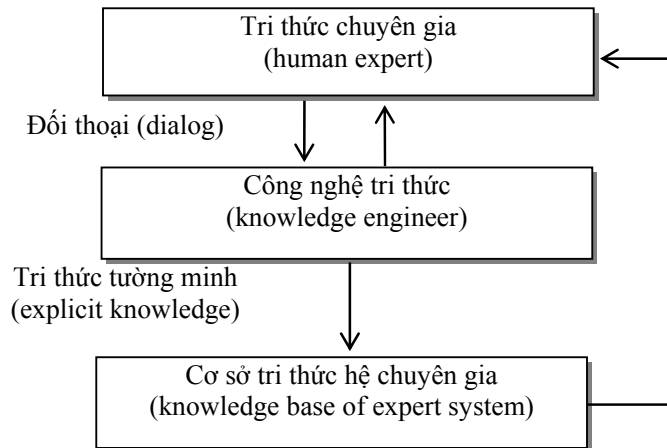 Tri thức chuyên gia
(human expert)
Đối thoại (dialog)
Công nghệ tri thức
(knowledge engineer)
Tri thức tường minh
(explicit knowledge)
Cơ sở tri thức hệ chuyên gia
(knowledge base of expert system)